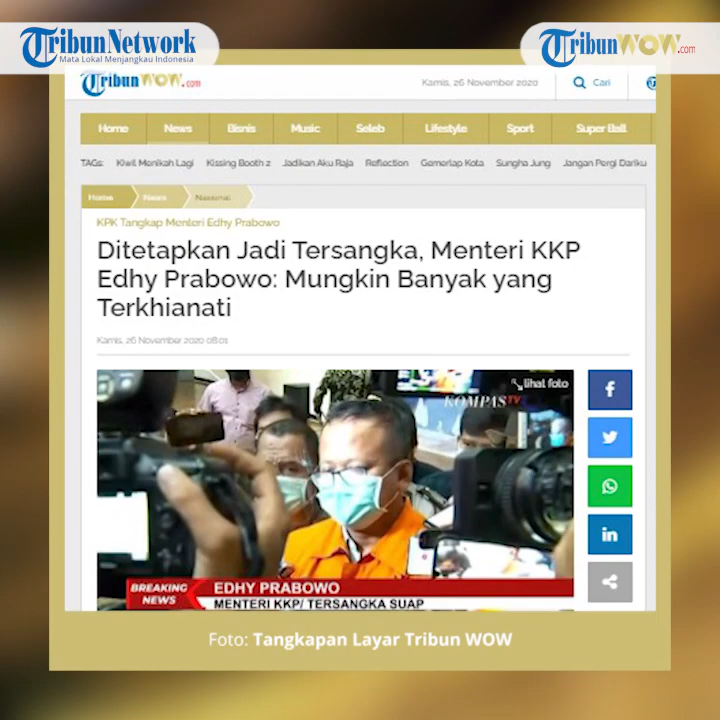 TribunNetwork
Mata Lokal Menjangkau Indonesia
TribunWOW.com
TribunWOW.com
Kamis, 26 November 2020
Cari
Home News Bisnis Music Seleb Lifestyle Sport Super Ball
TAGs: Kiwil Menikah Lagi Kissing Booth 2 Jadikan Aku Raja Reflection Gemerlap Kota Sungha Jung Jangan Pergi Dariku
Home News Nasional
KPK Tangkap Menteri Edhy Prabowo
Ditetapkan Jadi Tersangka, Menteri KKP
Edhy Prabowo: Mungkin Banyak yang
Terkhianati
Kamis, 26 November 2020 08:01
lihat foto
KOMPASTV
BREAKING
NEWS
EDHY PRABOWO
MENTERI KKP/ TERSANGKA SUAP
Foto: Tangkapan Layar Tribun WOW